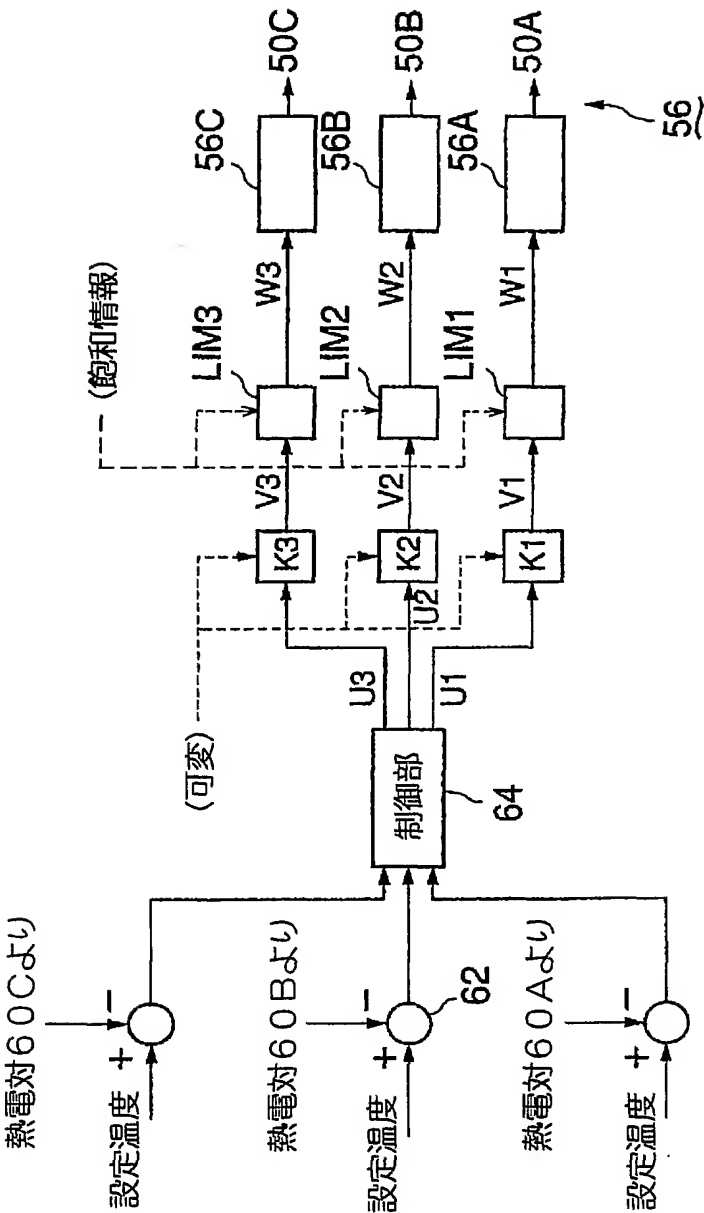 熱電対60Cより
−
+
設定温度
熱電対60Bより
−
+
62
設定温度
熱電対60Aより
−
+
設定温度
制御部
64
(可変)
U3
U2
U1
K3
K2
K1
(飽和情報)
V3
V2
V1
LIM3
LIM2
LIM1
W3
W2
W1
56C
56B
56A
50C
50B
50A
56